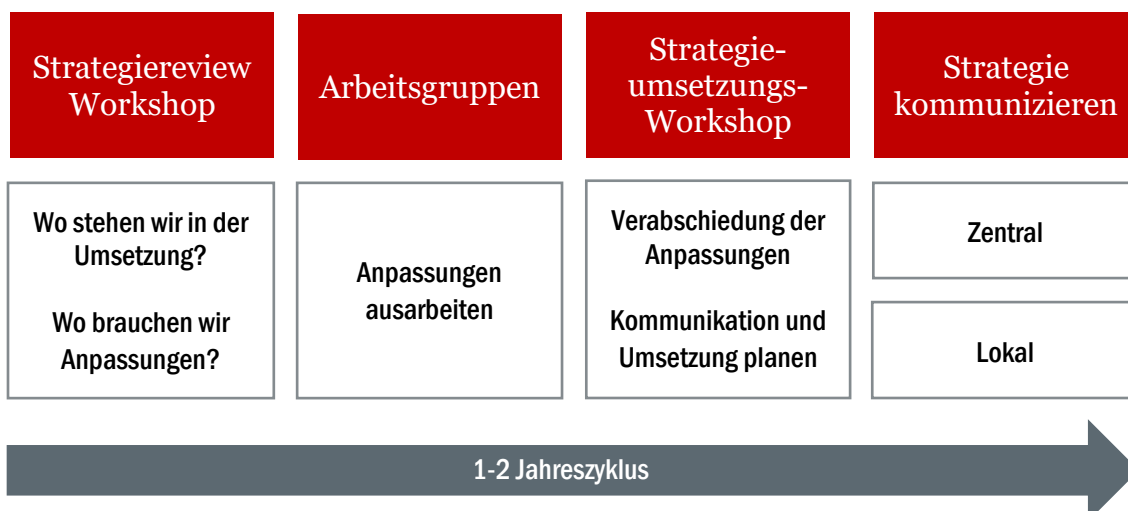 Strategiereview
Workshop
Arbeitsgruppen
Strategie-
umsetzungs-
Workshop
Strategie
kommunizieren
Wo stehen wir in der
Umsetzung?
Wo brauchen wir
Anpassungen?
Anpassungen
ausarbeiten
Verabschiedung der
Anpassungen
Kommunikation und
Umsetzung planen
Zentral
Lokal
1-2 Jahreszyklus